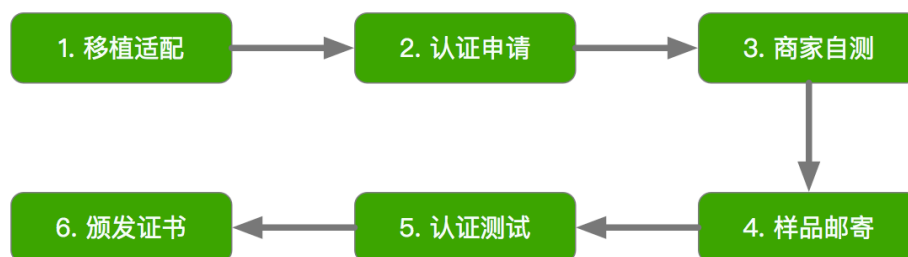 1. 移植适配
2. 认证申请
3. 商家自测
4. 样品邮寄
5. 认证测试
6. 颁发证书